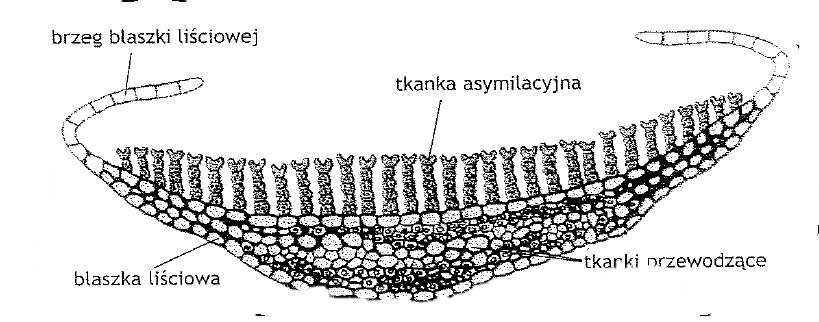 brzeg blaszki liściowej
tkanka asymilacyjna
blaszka liściowa
tkanki przewodzące